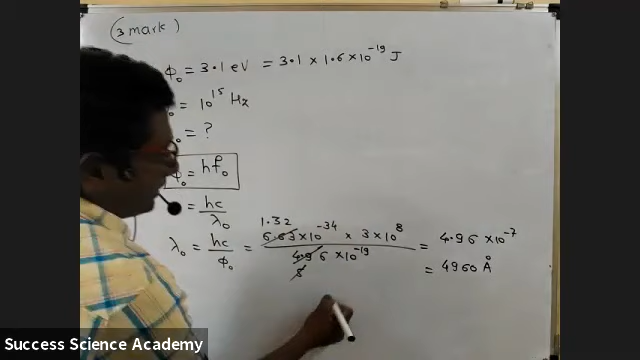 (3 mark)
ϕ₀ = 3.1 eV = 3.1 × 1.6 × 10⁻¹⁹ J
₀ = 10¹⁵ Hz
₀ = ?
ϕ₀ = hf₀
= hc / λ₀
1.32
λ₀ = hc / ϕ₀ = 6.63 × 10⁻³⁴ × 3 × 10⁸ / 4.96 × 10⁻¹⁹ = 4.96 × 10⁻⁷
= 4960 Å
Success Science Academy